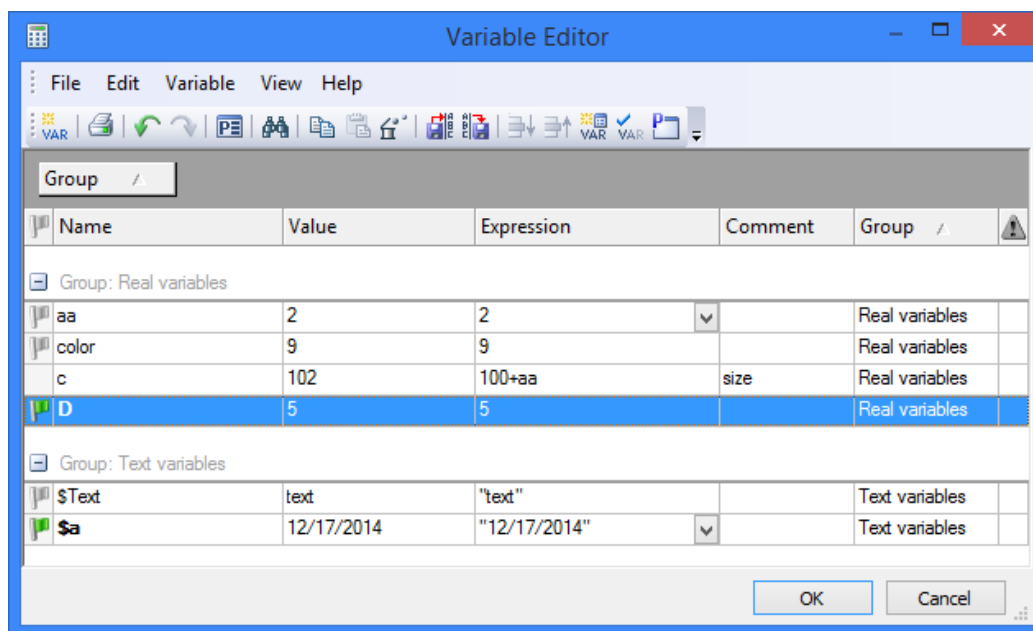 Variable Editor
File Edit Variable View Help
VAR PE VAR VAR P
Group
Name Value Expression Comment Group
Group: Real variables
aa 2 2 Real variables
color 9 9 Real variables
c 102 100+aa size Real variables
D 5 5 Real variables
Group: Text variables
$Text text "text" Text variables
$a 12/17/2014 "12/17/2014" Text variables
OK Cancel